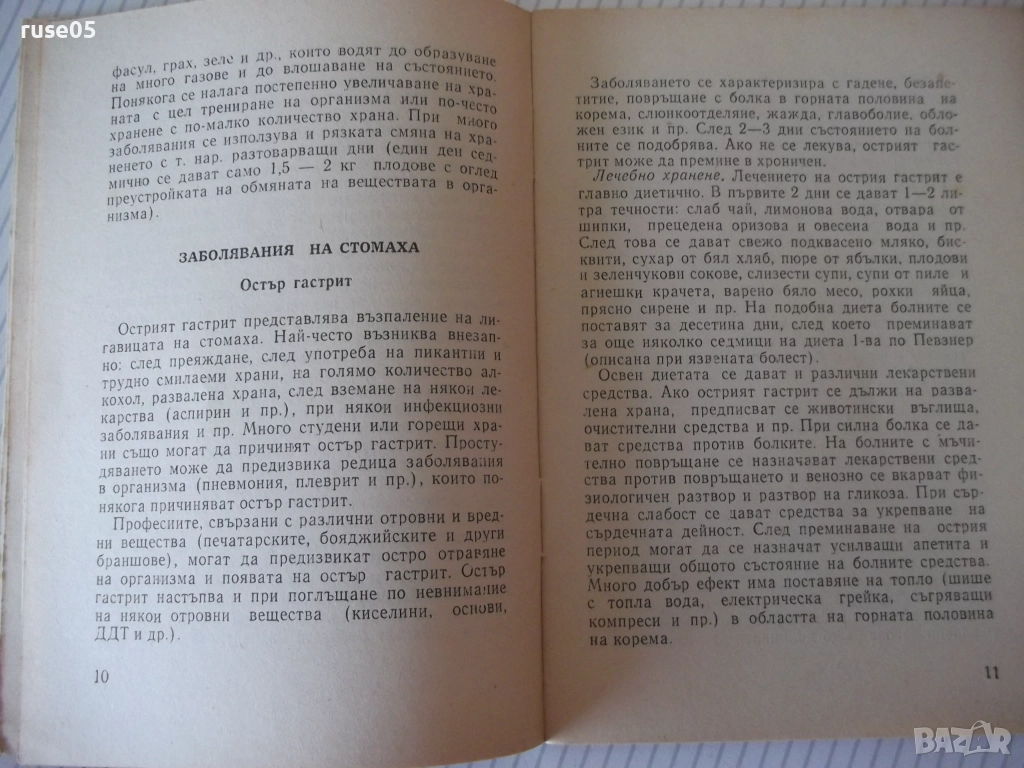 ruse05
фасул, грах, зеле и др., които водят до образуване
на много газове и до влошаване на състоянието.
Понякога се налага постепенно увеличаване на хра-
ната с цел трениране на организма или по-често
хранене с по-малко количество храна. При много
заболявания се използува и рязката смяна на хра-
ненето с т. нар. разтоварващи дни (един ден сед-
мично се дават само 1,5 — 2 кг плодове с оглед
преустройката на обмяната на веществата в орга-
низма).
ЗАБОЛЯВАНИЯ НА СТОМАХА
Остър гастрит
Острият гастрит представлява възпаление на ли-
гавицата на стомаха. Най-често възниква внезап-
но: след преяждане, след употреба на пикантни и
трудно смилаеми храни, на голямо количество ал-
кохол, развалена храна, след вземане на някои ле-
карства (аспирин и пр.), при някои инфекциозни
заболявания и пр. Много студени или горещи хра-
ни също могат да причинят остър гастрит. Просту-
дяването може да предизвика редица заболявания
в организма (пневмония, плеврит и пр.), които по-
някога причиняват остър гастрит.
Професиите, свързани с различни отровни и вред-
ни вещества (печатарските, бояджийските и други
браншове), могат да предизвикат остро отравяне
на организма и появата на остър гастрит. Остър
гастрит настъпва и при поглъщане по невнимание
на някои отровни вещества (киселини, основи,
ДДТ и др.).
10
Заболяването се характеризира с гадене, безапе-
титие, повръщане с болка в горната половина на
корема, слюнкоотделяне, жажда, главоболие, обло-
жен език и пр. След 2—3 дни състоянието на бол-
ните се подобрява. Ако не се лекува, острият гас-
трит може да премине в хроничен.
Лечебно хранене. Лечението на острия гастрит е
главно диетично. В първите 2 дни се дават 1—2 ли-
тра течности: слаб чай, лимонова вода, отвара от
шипки, прецедена оризова и овесена вода и пр.
След това се дават свежо подквасено мляко, бис-
квити, сухар от бял хляб, пюре от ябълки, плодови
и зеленчукови сокове, слизести супи, супи от пиле и
агнешки крачета, варено бяло месо, рохки яйца,
прясно сирене и пр. На подобна диета болните се
поставят за десетина дни, след което преминават
за още няколко седмици на диета 1-ва по Певзнер
(описана при язвената болест).
Освен диетата се дават и различни лекарствени
средства. Ако острият гастрит се дължи на разва-
лена храна, предписват се животински въглища,
очистителни средства и пр. При силна болка се да-
ват средства против болките. На болните с мъчи-
телно повръщане се назначават лекарствени сред-
ства против повръщането и венозно се вкарват фи-
зиологичен разтвор и разтвор на гликоза. При сър-
дечна слабост се дават средства за укрепване на
сърдечната дейност. След преминаване на острия
период могат да се назначат усилващи апетита и
укрепващи общото състояние на болните средства.
Много добър ефект има поставяне на топло (шише
с топла вода, електрическа грейка, съгряващи
компреси и пр.) в областта на горната половина
на корема.
11
BAZAR